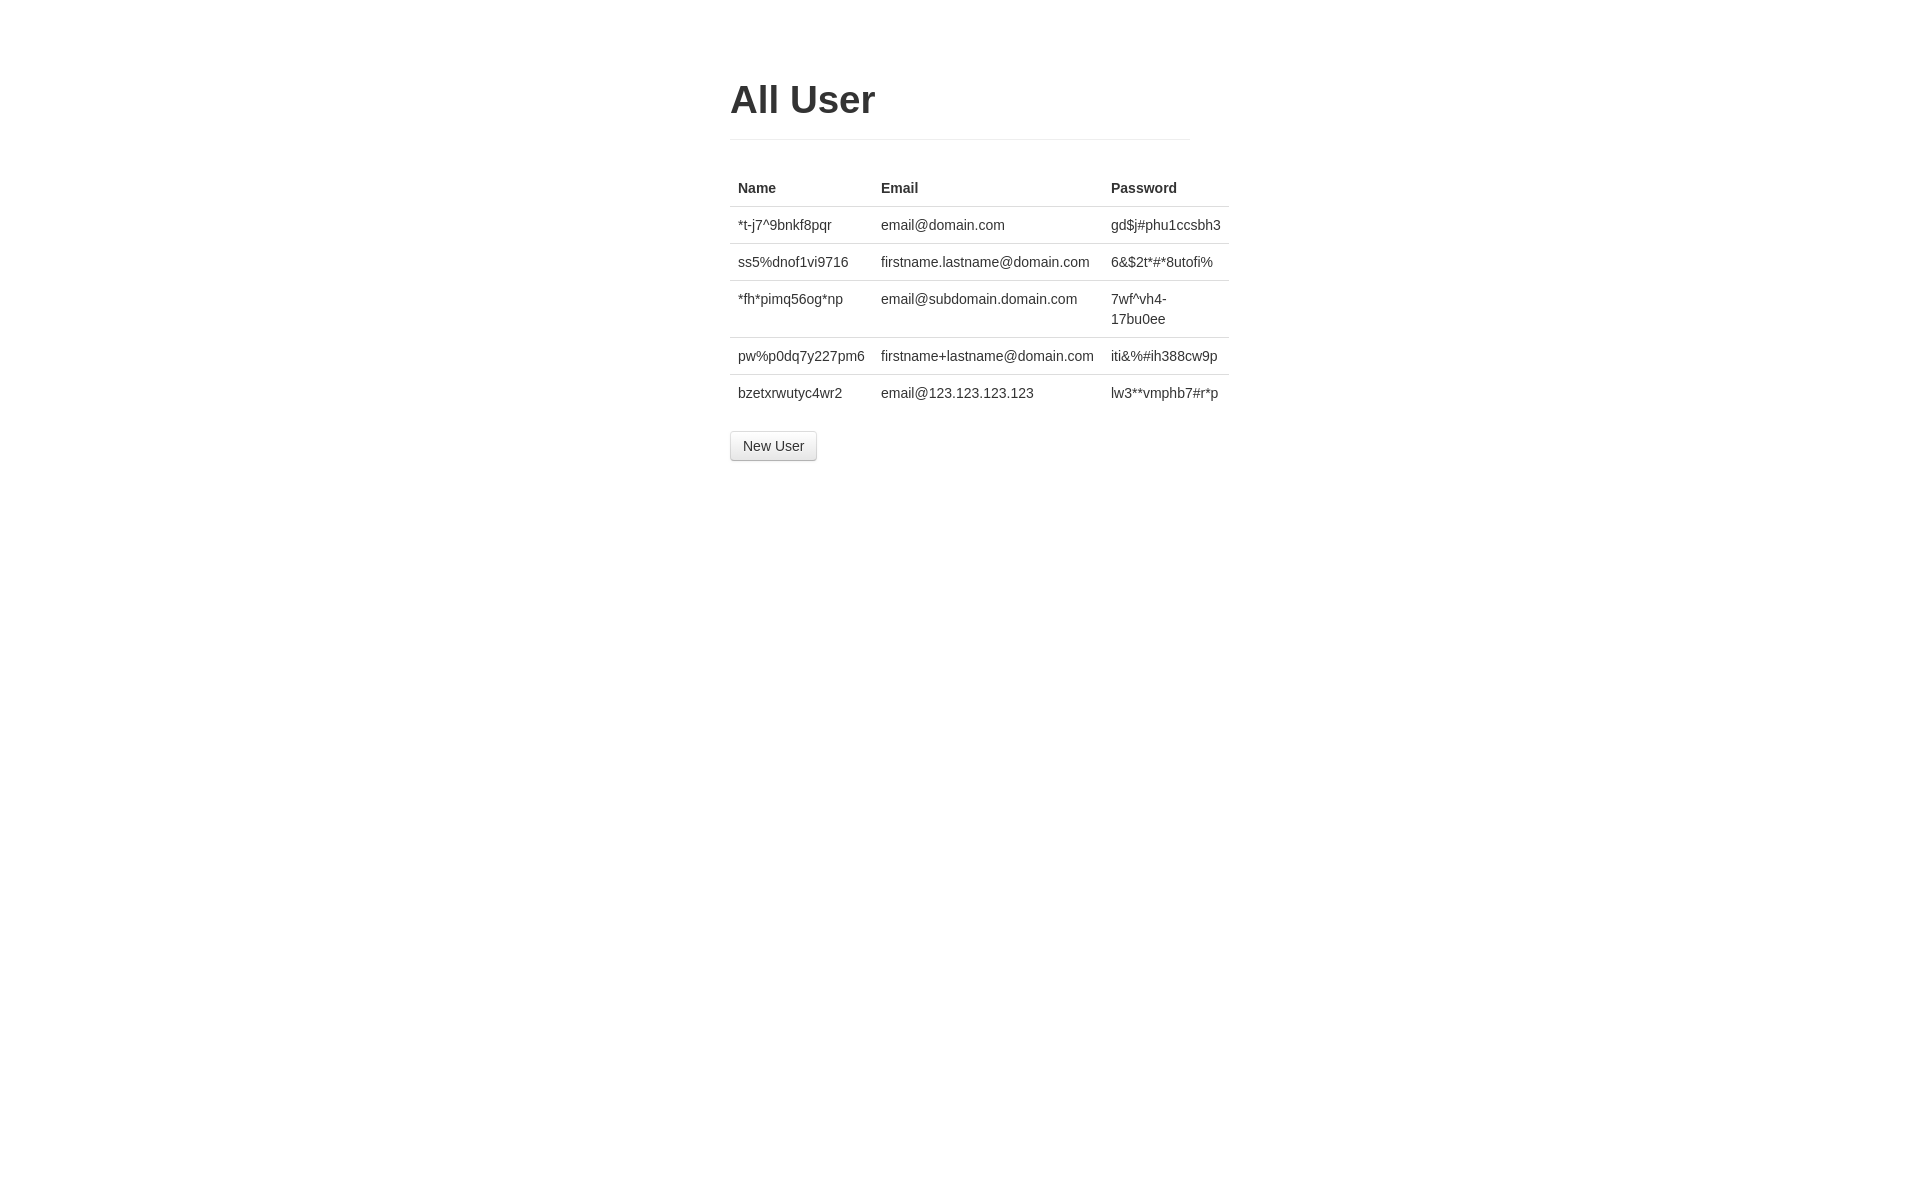 All User
Name Email Password
*t-j7^9bnkf8pqr email@domain.com gd$j#phu1ccsbh3
ss5%dnof1vi9716 firstname.lastname@domain.com 6&$2t*#*8utofi%
*fh*pimq56og*np email@subdomain.domain.com 7wf^vh4-
17bu0ee
pw%p0dq7y227pm6 firstname+lastname@domain.com iti&%#ih388cw9p
bzetxrwutyc4wr2 email@123.123.123.123 lw3**vmphb7#r*p
New User